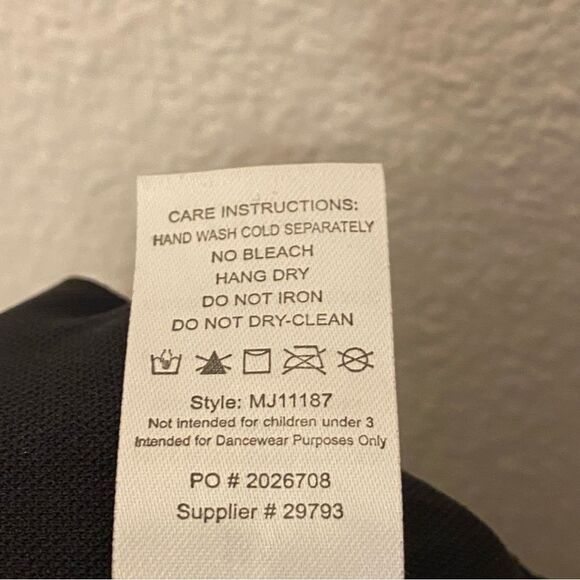 CARE INSTRUCTIONS:
HAND WASH COLD SEPARATELY
NO BLEACH
HANG DRY
DO NOT IRON
DO NOT DRY-CLEAN
Style: MJ11187
Not intended for children under 3
Intended for Dancewear Purposes Only
PO # 2026708
Supplier # 29793